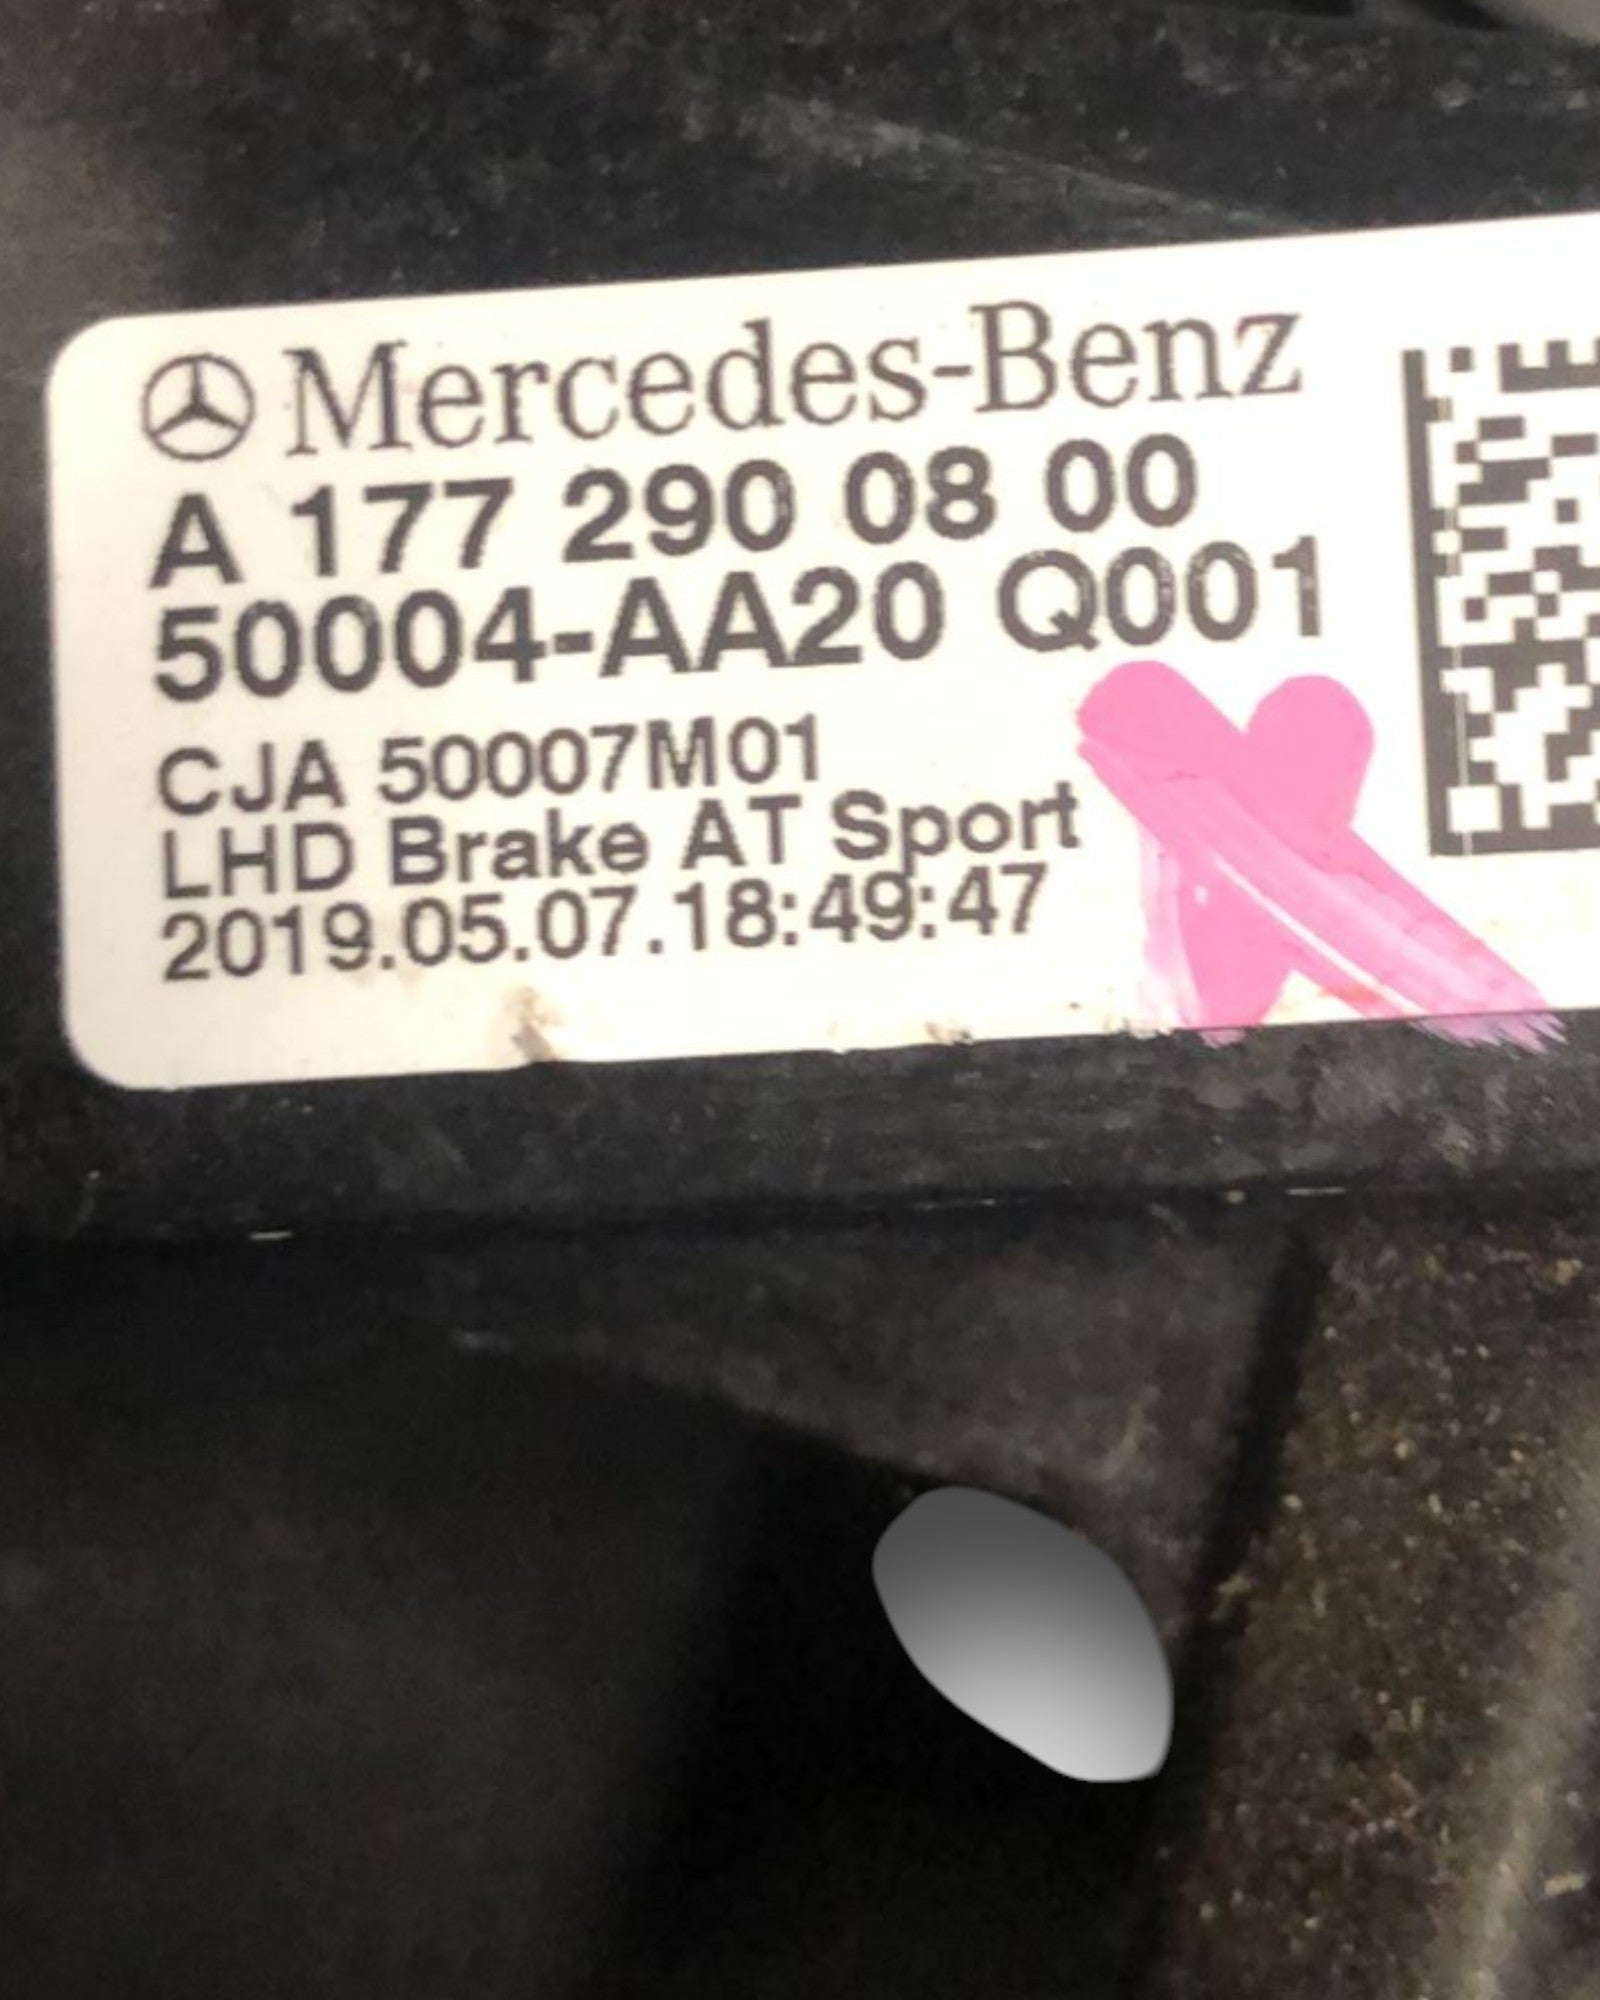 Mercedes-Benz
A 177 290 08 00
50004-AA20 Q001
CJA 50007M01
LHD Brake AT Sport
2019.05.07.18:49:47